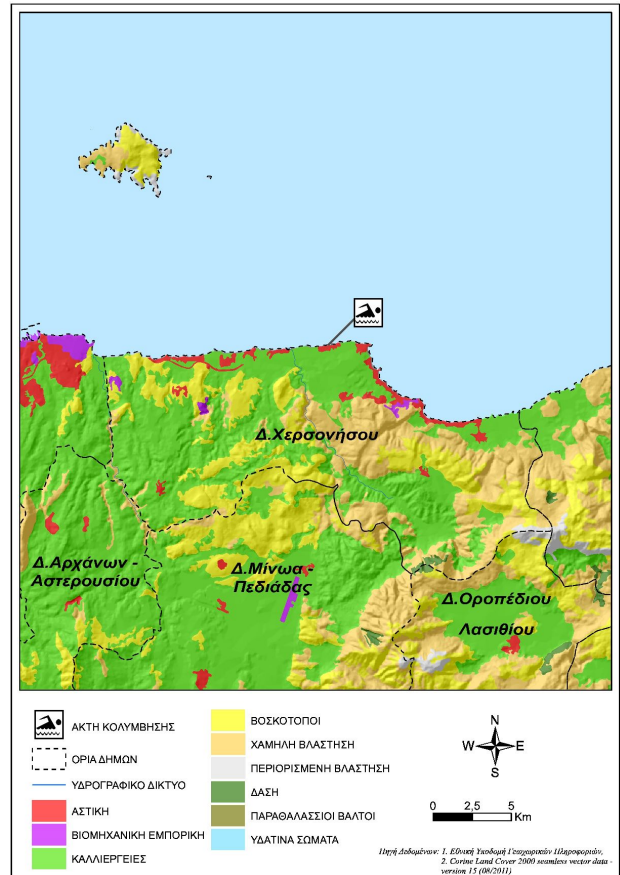 Δ.Χερσονήσου
Δ.Αρχάνων -
Αστερουσίου
Δ.Μίνωα -
Πεδιάδας
Δ.Οροπέδιου
Λασιθίου
ΑΚΤΗ ΚΟΛΥΜΒΗΣΗΣ
ΟΡΙΑ ΔΗΜΩΝ
ΥΔΡΟΓΡΑΦΙΚΟ ΔΙΚΤΥΟ
ΑΣΤΙΚΗ
ΒΙΟΜΗΧΑΝΙΚΗ ΕΜΠΟΡΙΚΗ
ΚΑΛΛΙΕΡΓΕΙΕΣ
ΒΟΣΚΟΤΟΠΟΙ
ΧΑΜΗΛΗ ΒΛΑΣΤΗΣΗ
ΠΕΡΙΟΡΙΣΜΕΝΗ ΒΛΑΣΤΗΣΗ
ΔΑΣΗ
ΠΑΡΑΘΑΛΑΣΣΙΟΙ ΒΑΛΤΟΙ
ΥΔΑΤΙΝΑ ΣΩΜΑΤΑ
N
W E
S
0 2,5 5
Km
Πηγή Δεδομένων: 1. Εθνική Υποδομή Γεωχωρικών Πληροφοριών,
2. Corine Land Cover 2000 seamless vector data -
version 15 (08/2011)